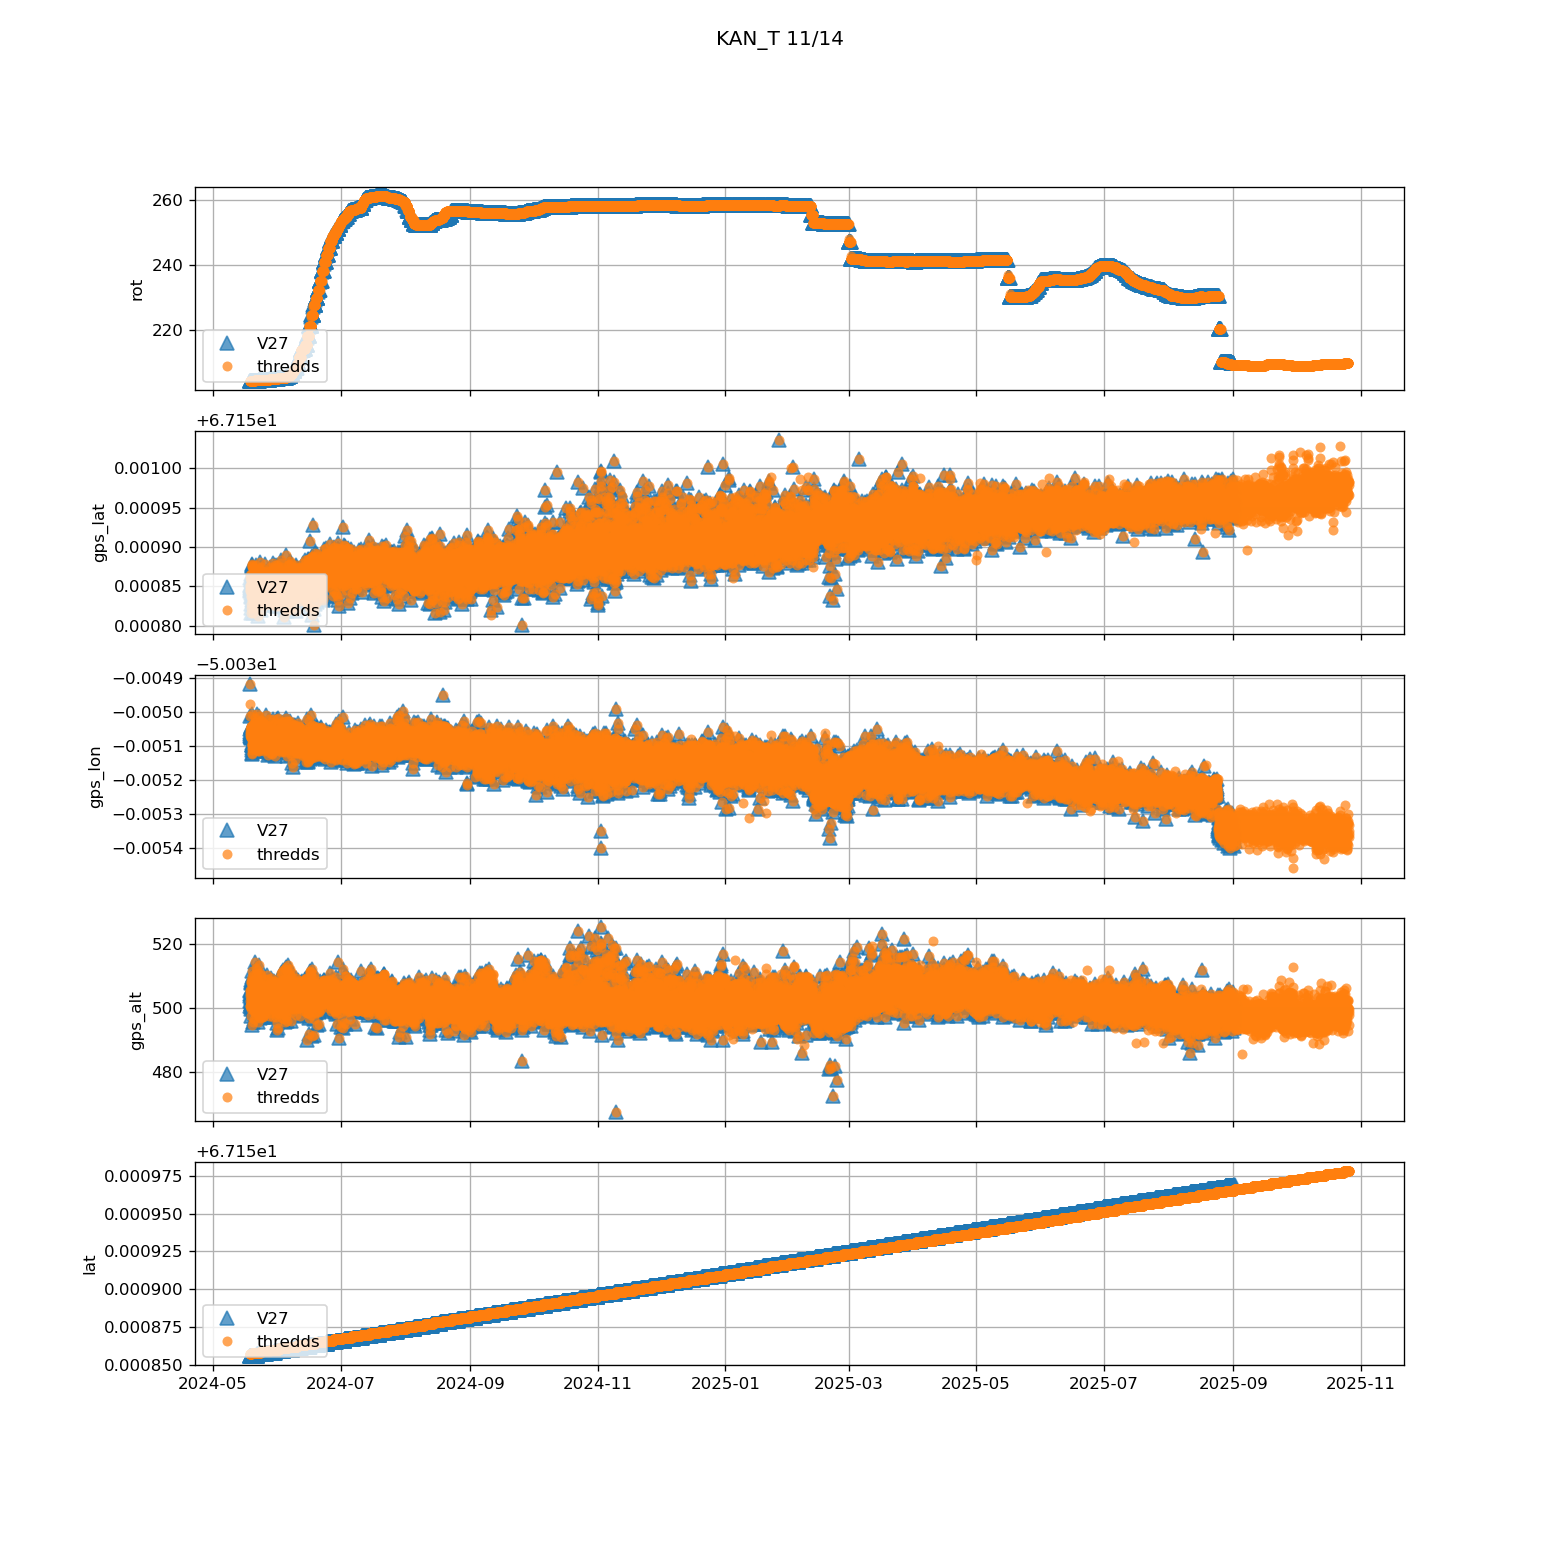 KAN_T 11/14
260
240
220
rot
V27
thredds
+6.715e1
0.00100
0.00095
0.00090
0.00085
0.00080
gps_lat
V27
thredds
−5.003e1
−0.0049
−0.0050
−0.0051
−0.0052
−0.0053
−0.0054
gps_lon
V27
thredds
520
500
480
gps_alt
V27
thredds
+6.715e1
0.000975
0.000950
0.000925
0.000900
0.000875
0.000850
lat
V27
thredds
2024-05 2024-07 2024-09 2024-11 2025-01 2025-03 2025-05 2025-07 2025-09 2025-11